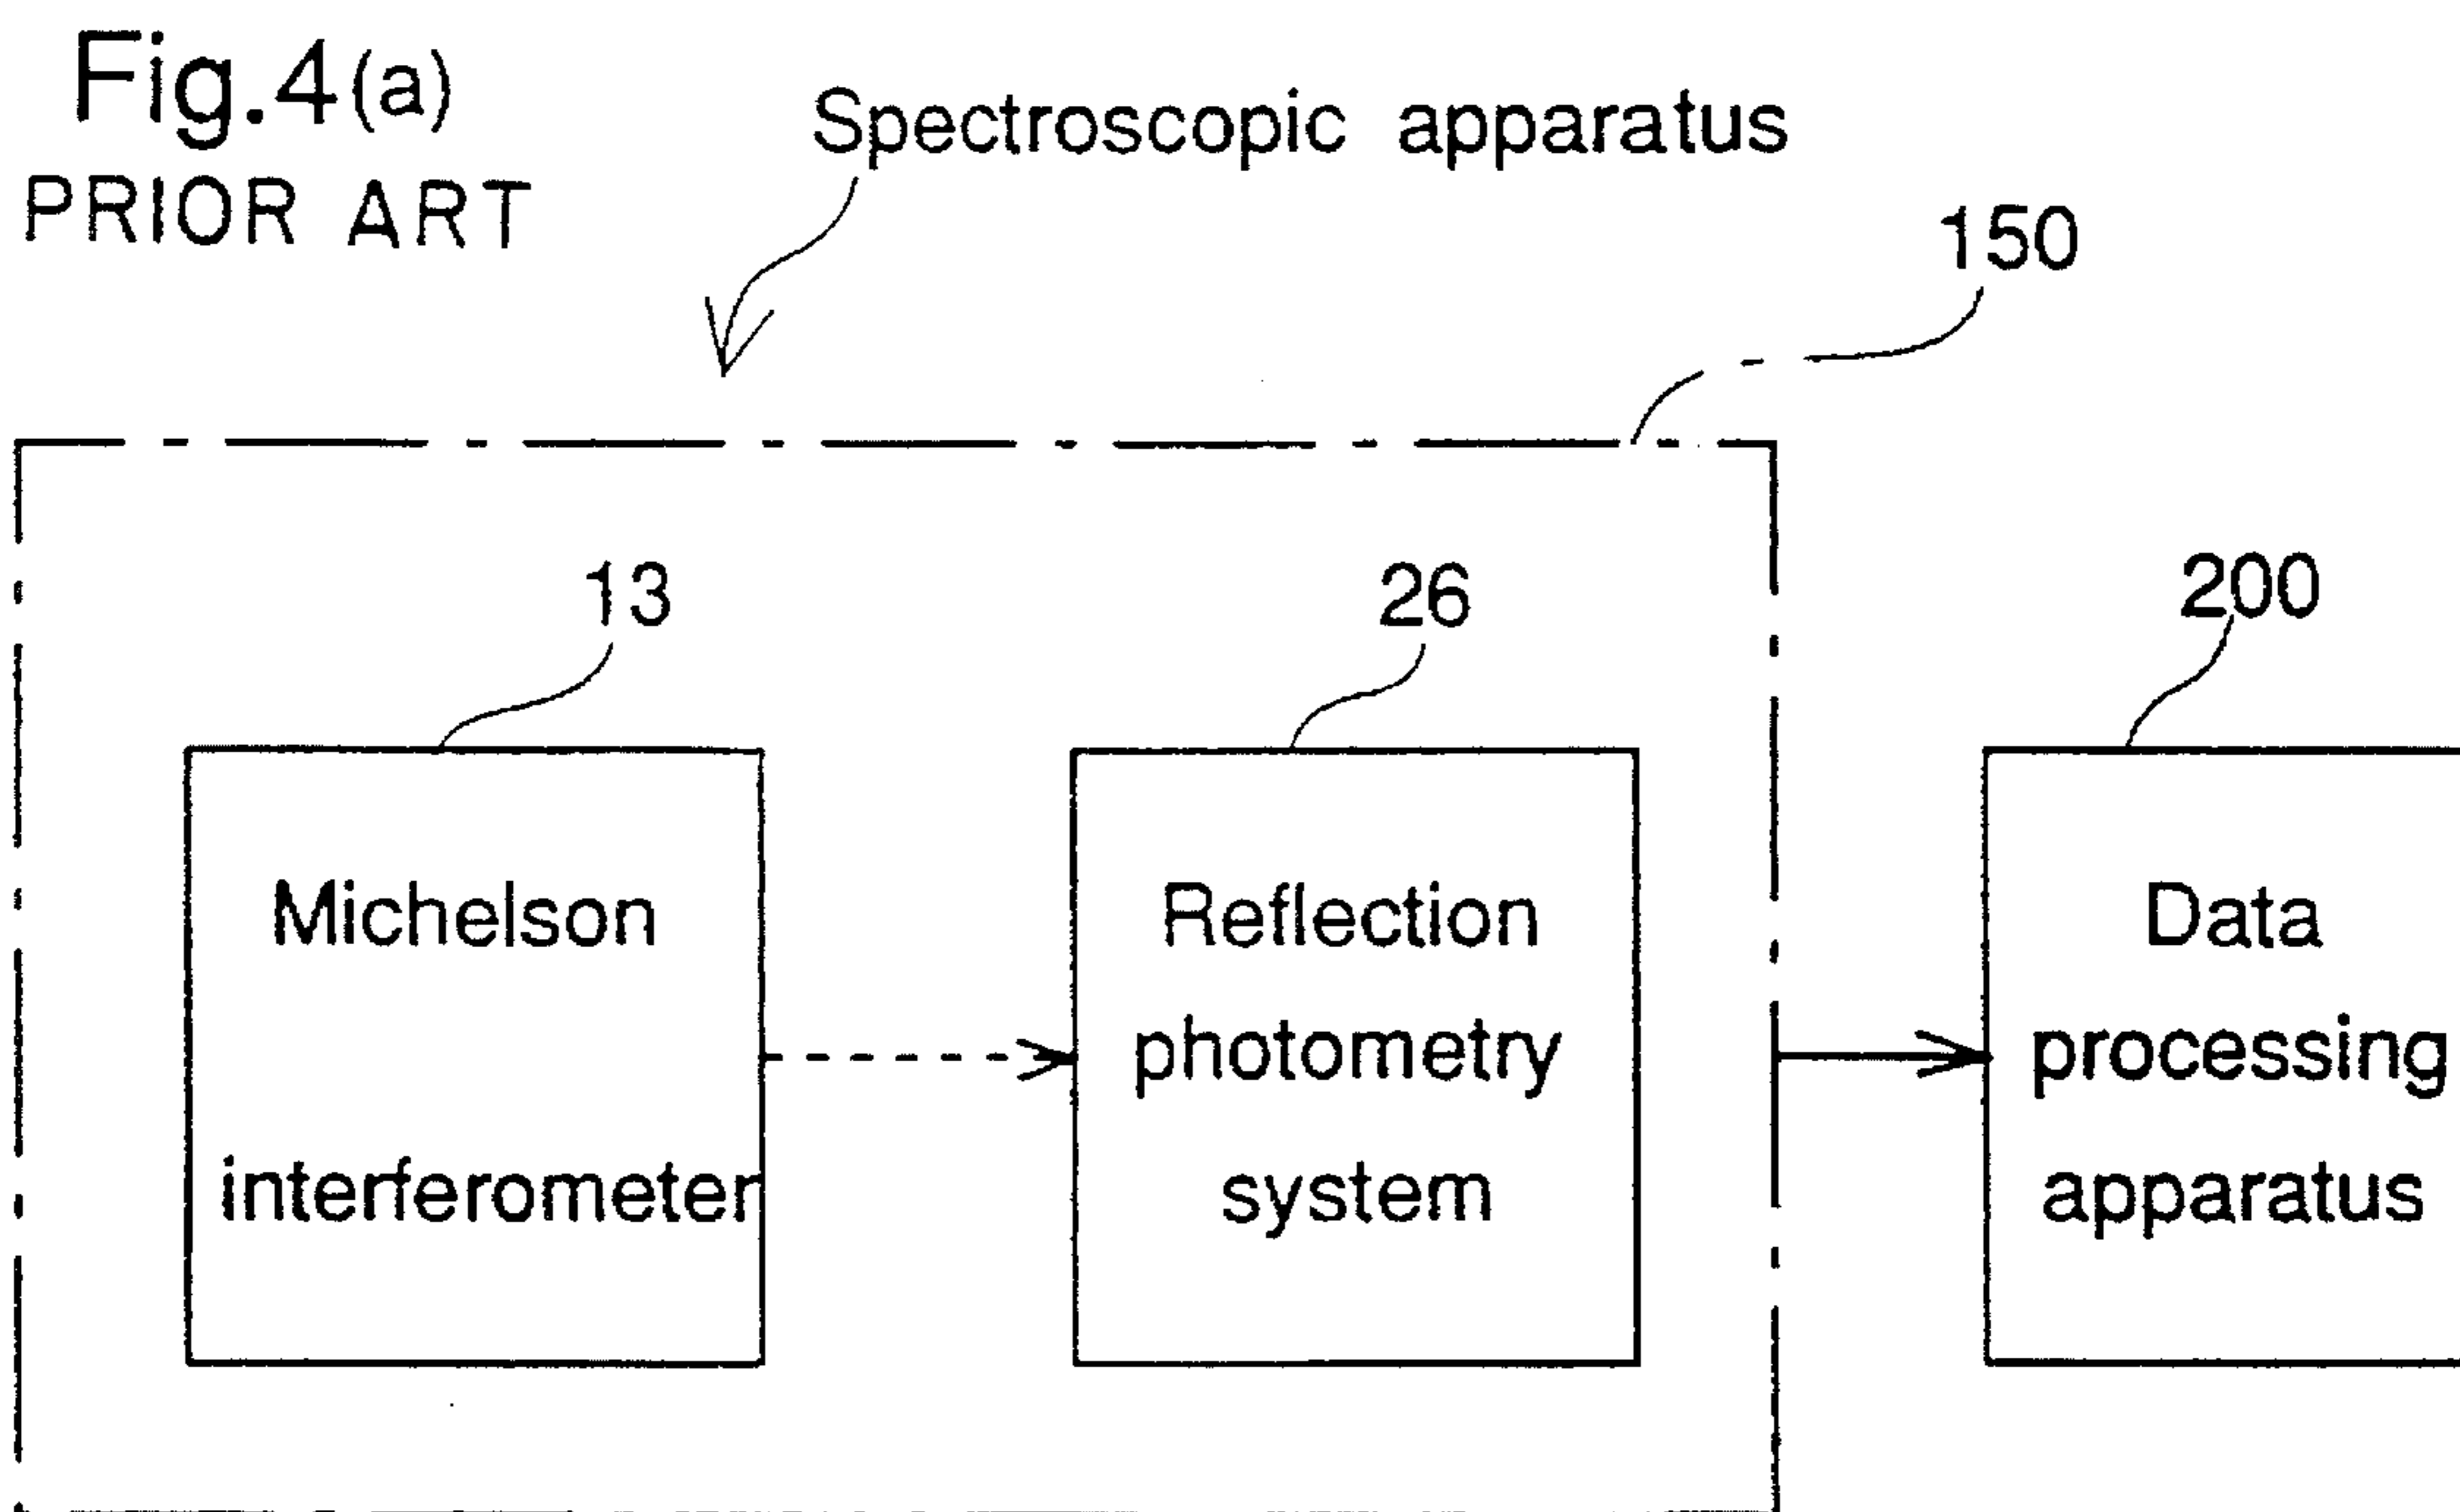 Fig.4(a)
PRIOR ART
Spectroscopic apparatus
150
13
26
200
Michelson
interferometer
Reflection
photometry
system
Data
processing
apparatus